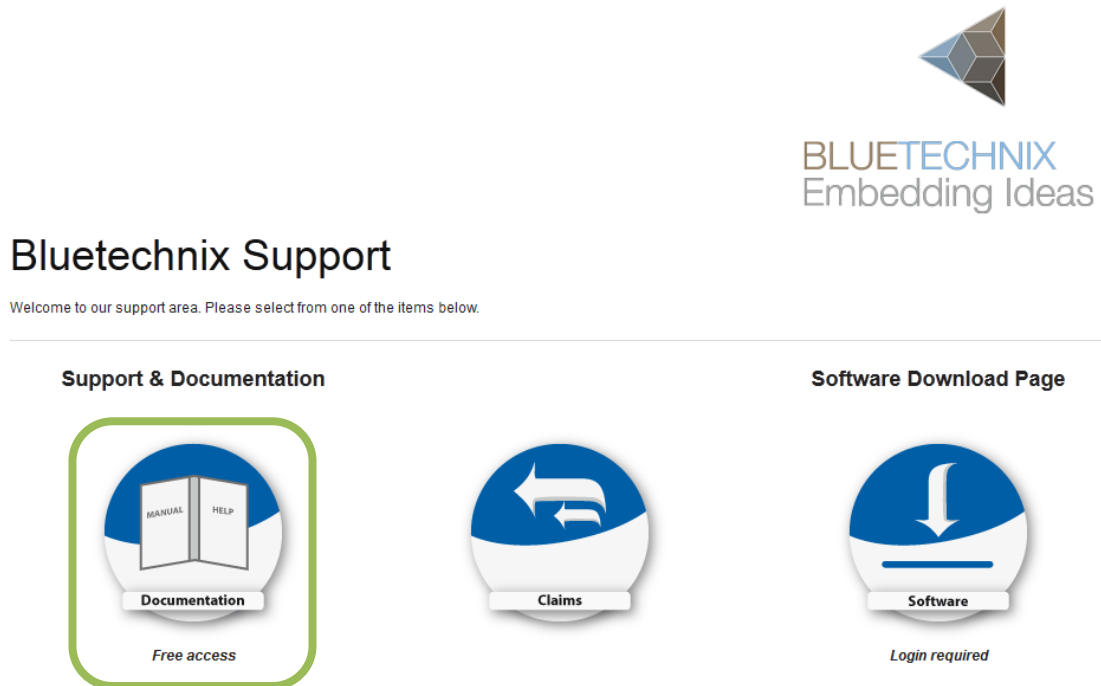 BLUETECHNIX
Embedding Ideas
Bluetechnix Support
Welcome to our support area. Please select from one of the items below.
Support & Documentation
Software Download Page
MANUAL
HELP
Documentation
Claims
Software
Free access
Login required